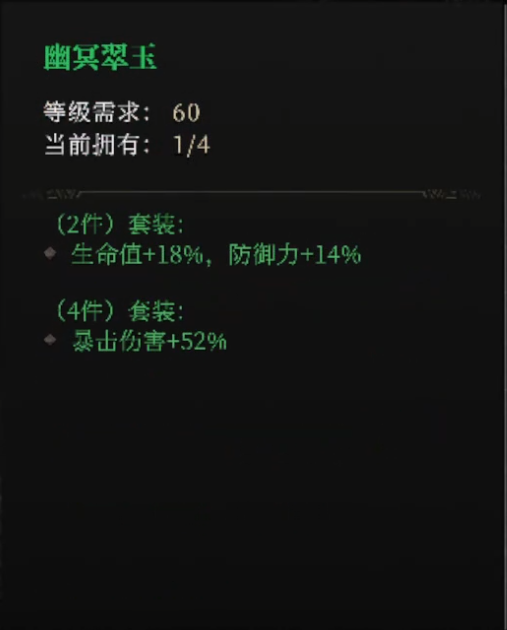 幽冥翠玉
等级需求： 60
当前拥有： 1/4
（2件）套装：
生命值+18%，防御力+14%
（4件）套装：
暴击伤害+52%